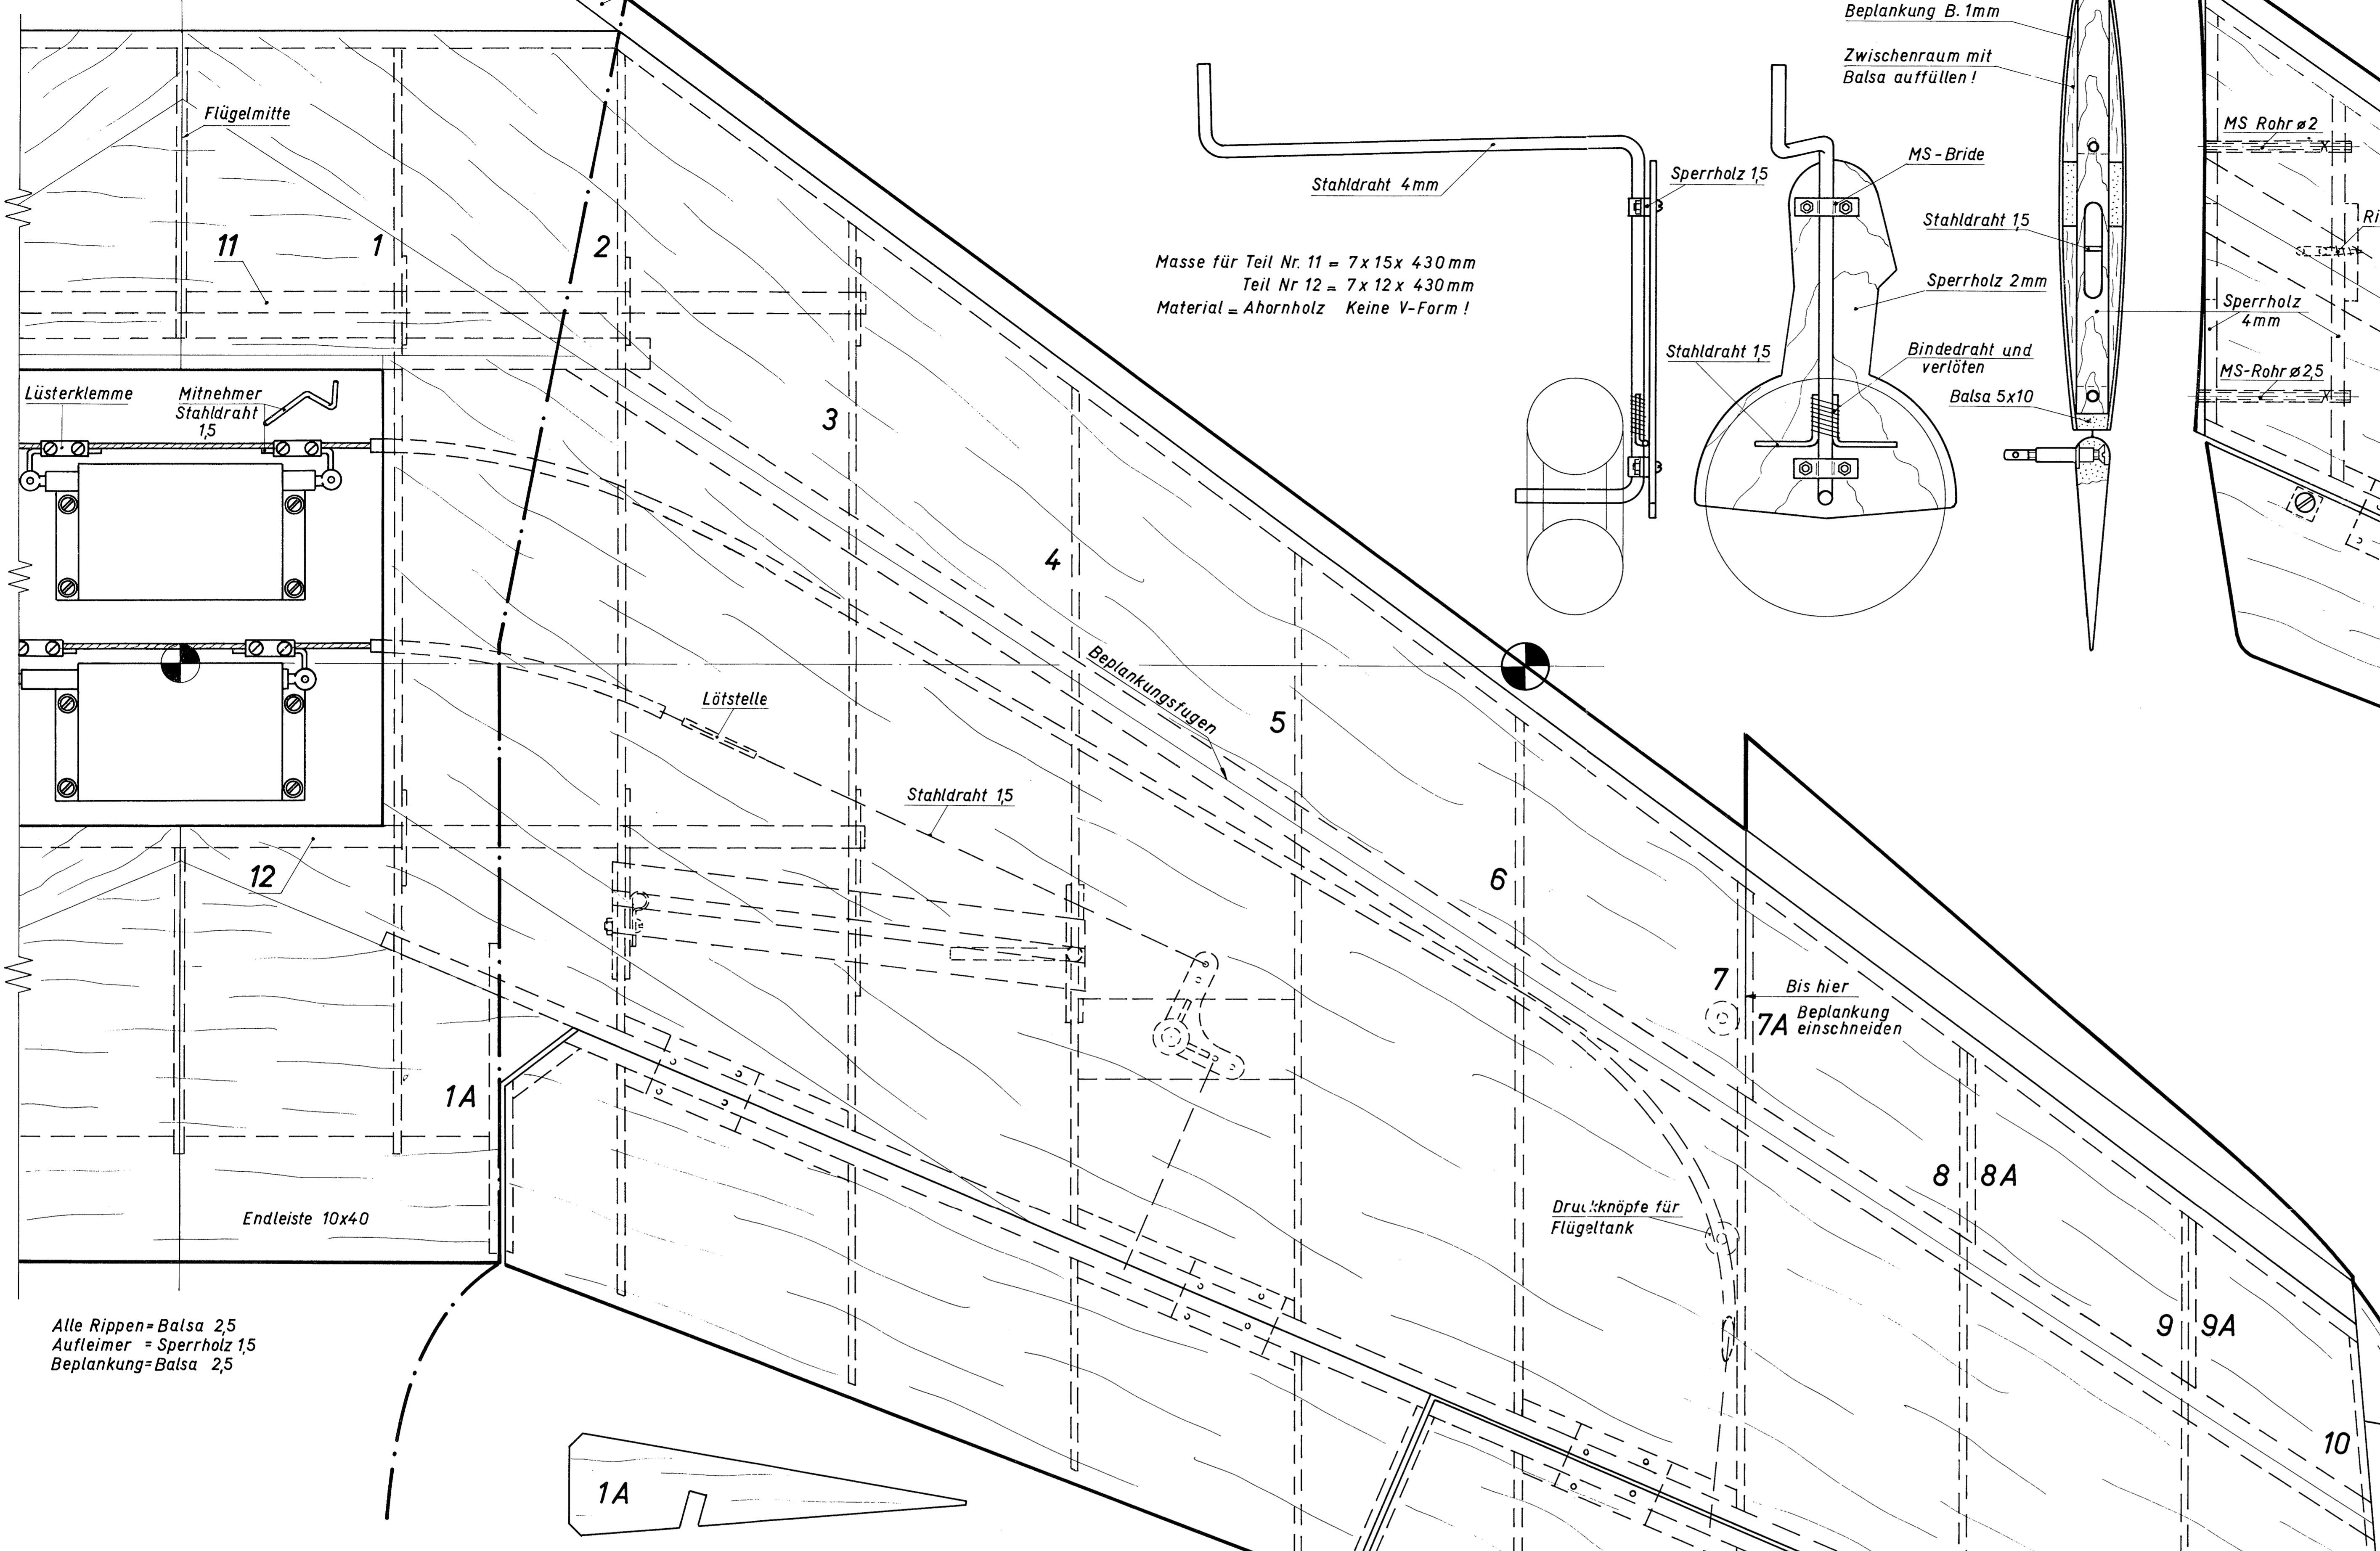 Flügelmitte
11
1
2
3
4
5
6
7
7A
8
8A
9
9A
10
12
1A
Lüsterklemme
Mitnehmer
Stahldraht
1,5
Lötstelle
Stahldraht 1,5
Beplankungsfugen
Bis hier
Beplankung
einschneiden
Druckknöpfe für
Flügeltank
Endleiste 10x40
Alle Rippen = Balsa 2,5
Aufleimer = Sperrholz 1,5
Beplankung = Balsa 2,5
1A
Stahldraht 4mm
Sperrholz 1,5
Masse für Teil Nr. 11 = 7x15x 430mm
Teil Nr 12 = 7x12x 430mm
Material = Ahornholz Keine V-Form !
MS-Bride
Sperrholz 2mm
Stahldraht 1,5
Bindedraht und
verlöten
Beplankung B. 1mm
Zwischenraum mit
Balsa auffüllen !
Stahldraht 1,5
Balsa 5x10
MS Rohr ø2
Ri
Sperrholz
4mm
MS-Rohr ø2,5